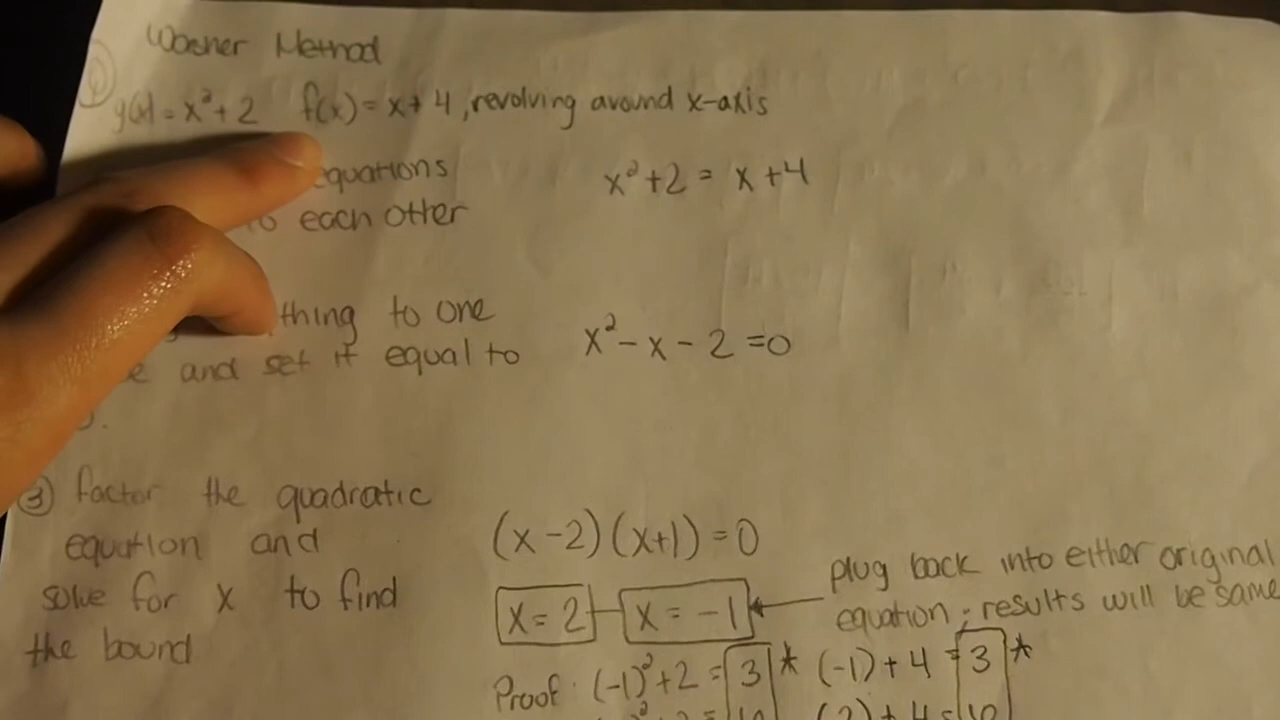 Washer Method
① g(x) = x²+2 f(x) = x+4, revolving around x-axis
equations
to each other
x²+2 = x+4
thing to one
and set it equal to
x²-x-2=0
③ factor the quadratic
equation and
solve for x to find
the bound
(x-2)(x+1)=0
x=2 x=-1
plug back into either original
equation; results will be same
Proof: (-1)²+2=3* (-1)+4=3*